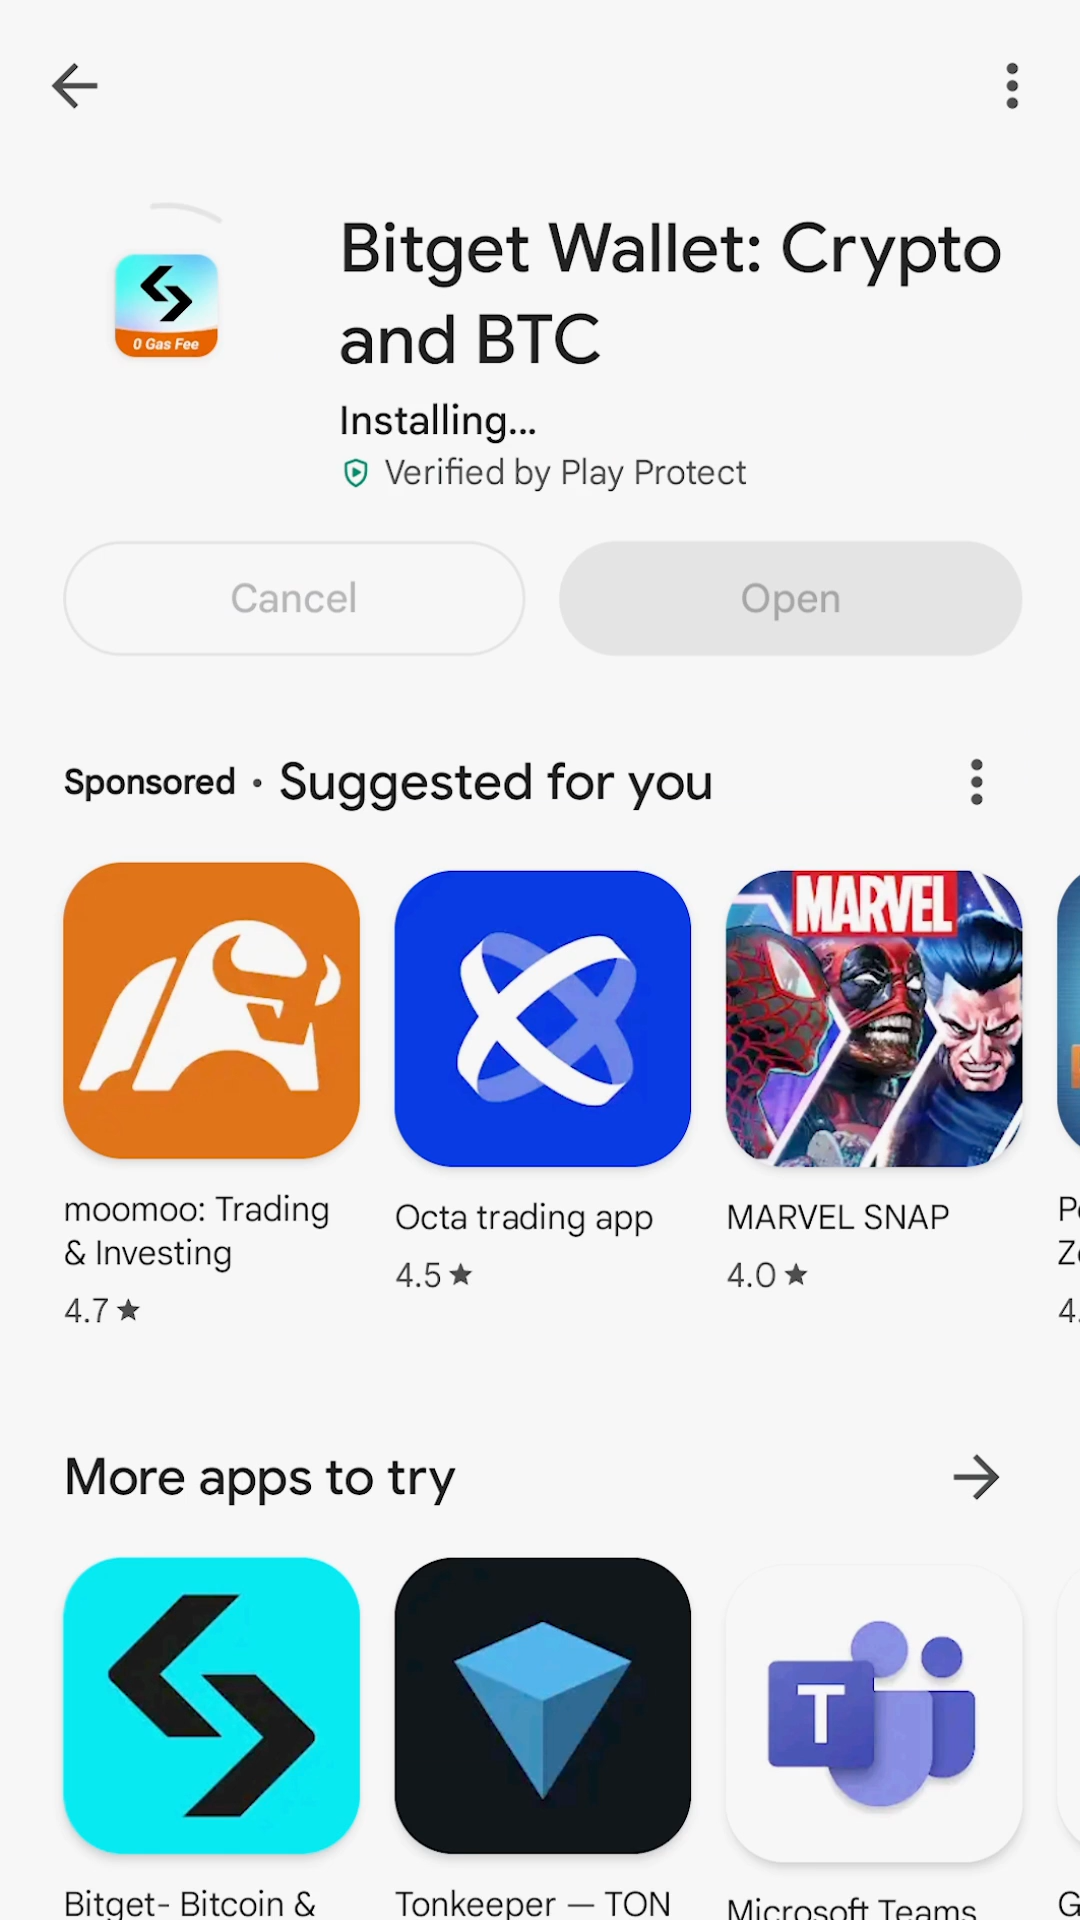 Bitget Wallet: Crypto
and BTC
0 Gas Fee
Installing...
Verified by Play Protect
Cancel
Open
Sponsored • Suggested for you
MARVEL
moomoo: Trading
& Investing
4.7 ★
Octa trading app
4.5 ★
MARVEL SNAP
4.0 ★
4.
More apps to try
T
Bitget- Bitcoin &
Tonkeeper — TON
Microsoft Teams